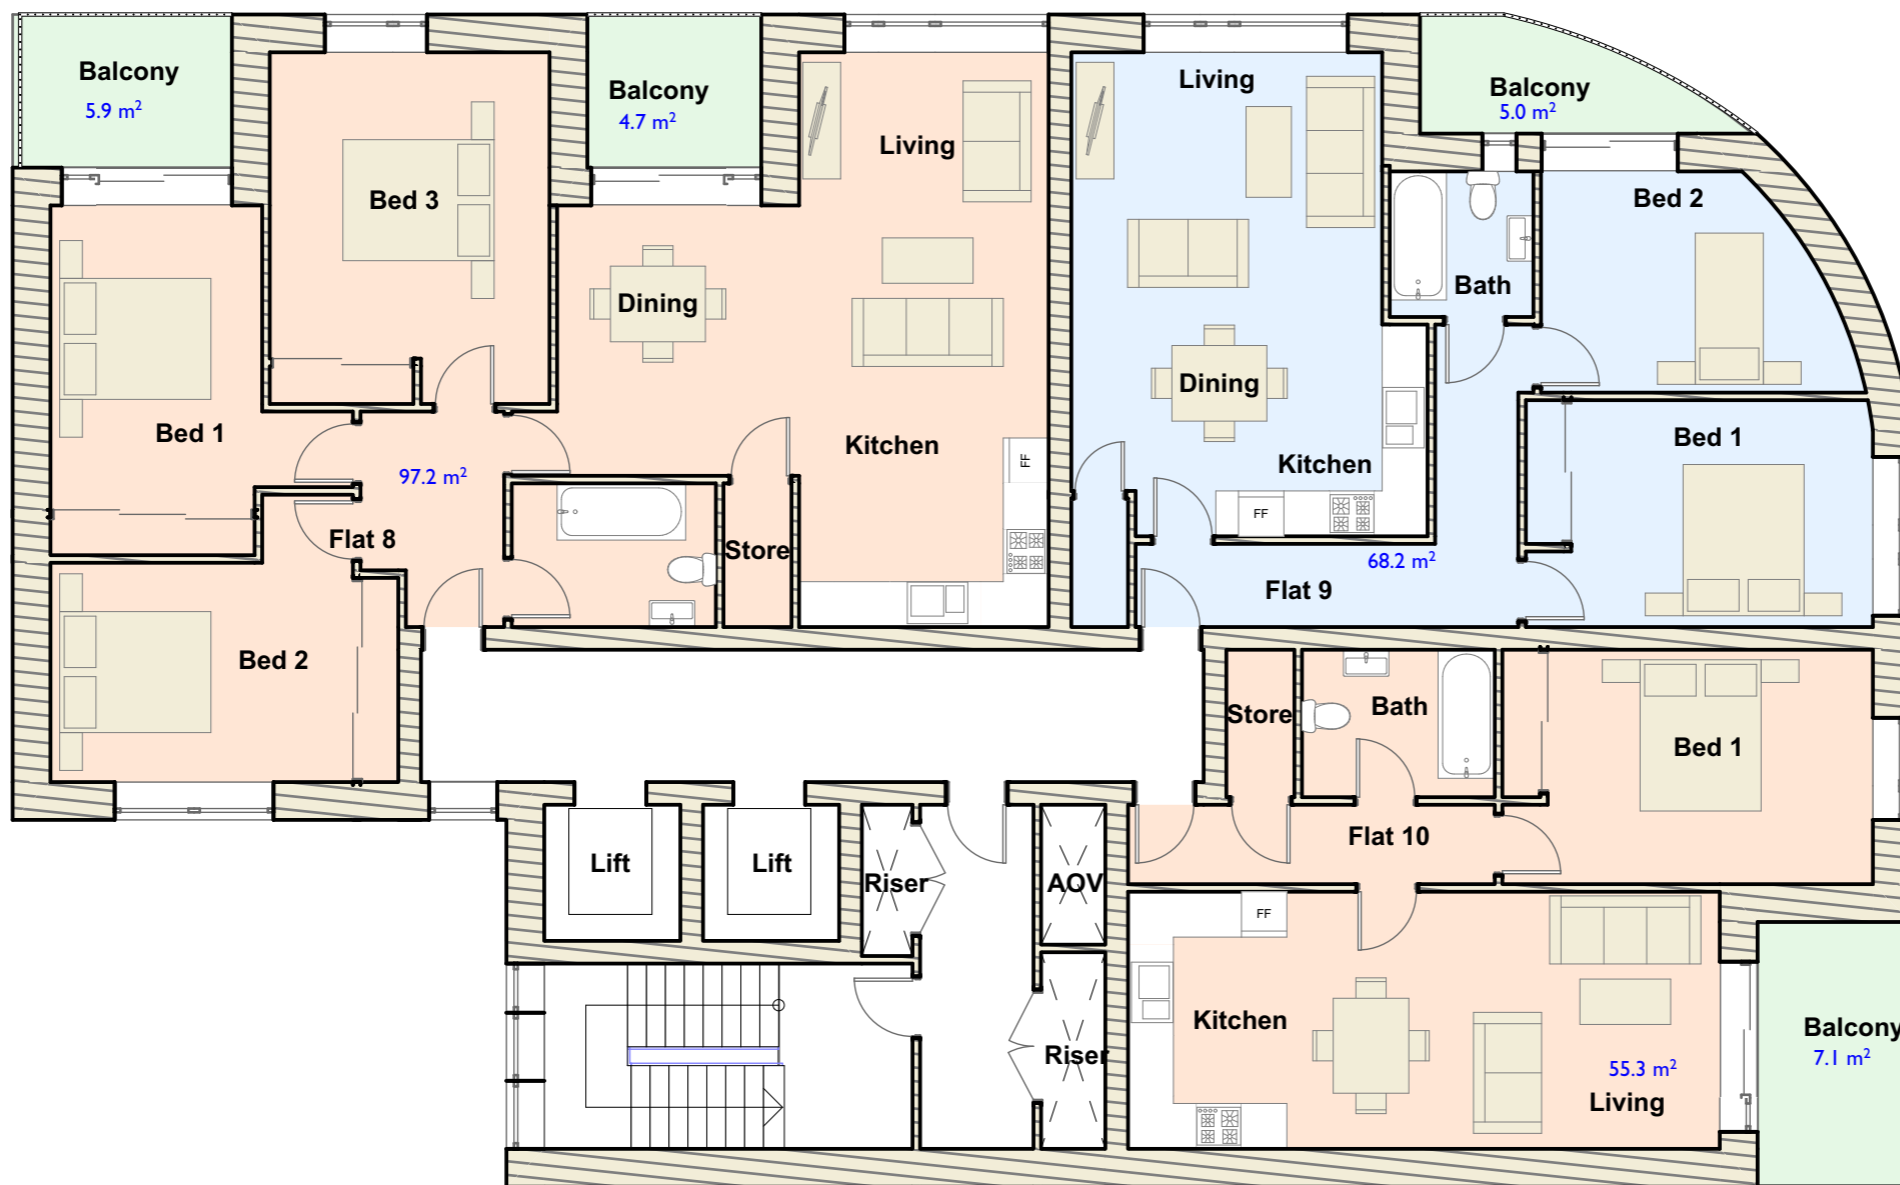 Balcony
5.9 m²
Bed 3
Balcony
4.7 m²
Living
Living
Balcony
5.0 m²
Bed 2
Bath
Dining
Dining
Bed 1
Kitchen
Kitchen
Bed 1
97.2 m²
FF
FF
Flat 8
Store
68.2 m²
Flat 9
Bed 2
Store
Bath
Bed 1
Flat 10
Lift
Lift
Riser
AOV
FF
Kitchen
Riser
Balcony
7.1 m²
55.3 m²
Living